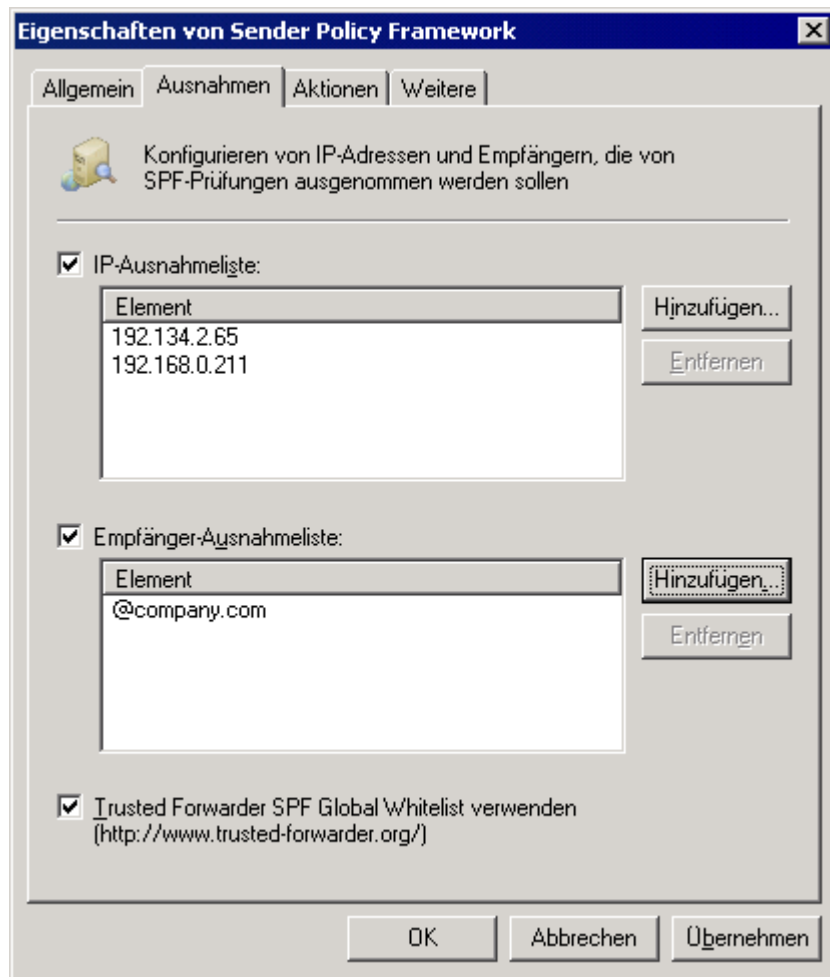 Eigenschaften von Sender Policy Framework
Allgemein Ausnahmen Aktionen Weitere
Konfigurieren von IP-Adressen und Empfängern, die von
SPF-Prüfungen ausgenommen werden sollen
IP-Ausnahmeliste:
Element
192.134.2.65
192.168.0.211
Hinzufügen...
Entfernen
Empfänger-Ausnahmeliste:
Element
@company.com
Hinzufügen...
Entfernen
Trusted Forwarder SPF Global Whitelist verwenden
(http://www.trusted-forwarder.org/)
OK Abbrechen Übernehmen